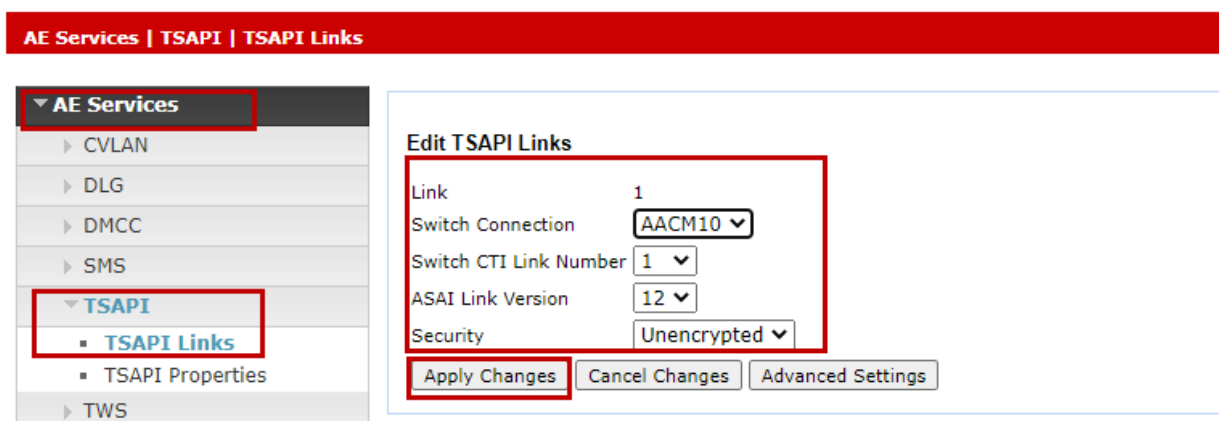 AE Services | TSAPI | TSAPI Links
AE Services
CVLAN
DLG
DMCC
SMS
TSAPI
TSAPI Links
TSAPI Properties
TWS
Edit TSAPI Links
Link 1
Switch Connection AACM10
Switch CTI Link Number 1
ASAI Link Version 12
Security Unencrypted
Apply Changes Cancel Changes Advanced Settings